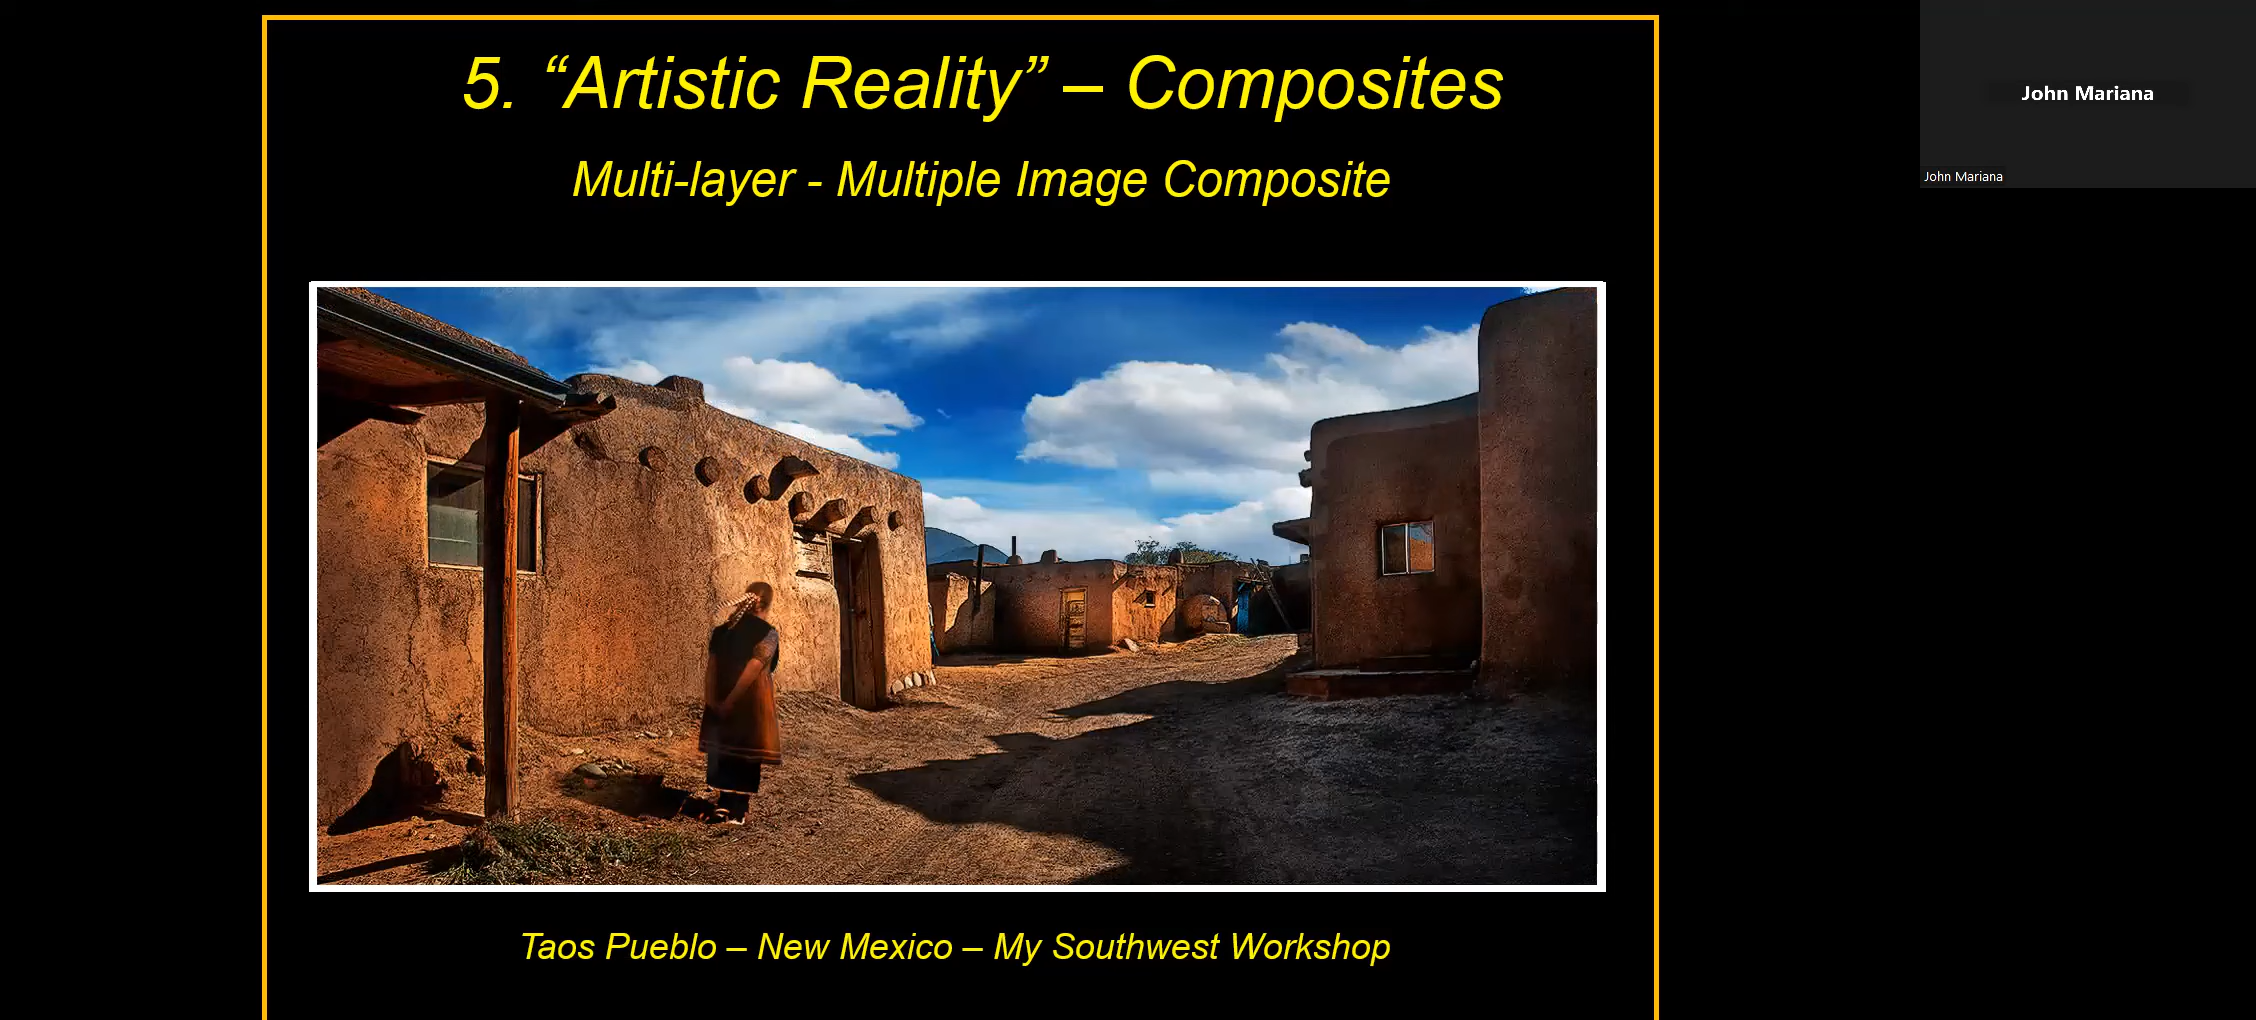 5. “Artistic Reality” – Composites
Multi-layer - Multiple Image Composite
Taos Pueblo – New Mexico – My Southwest Workshop
John Mariana
John Mariana